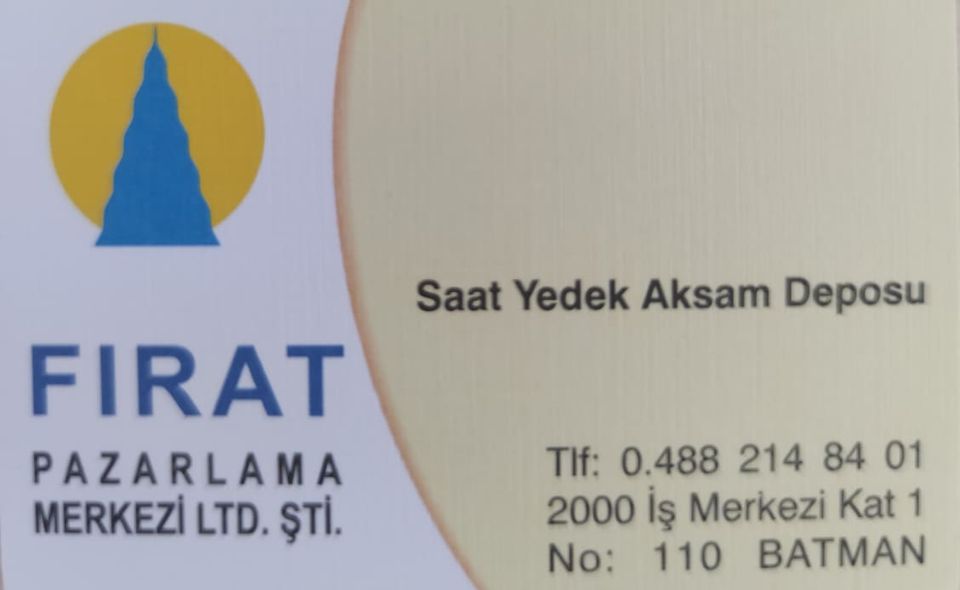 FIRAT
PAZARLAMA
MERKEZİ LTD. ŞTİ.
Saat Yedek Aksam Deposu
Tlf: 0.488 214 84 01
2000 İş Merkezi Kat 1
No: 110 BATMAN